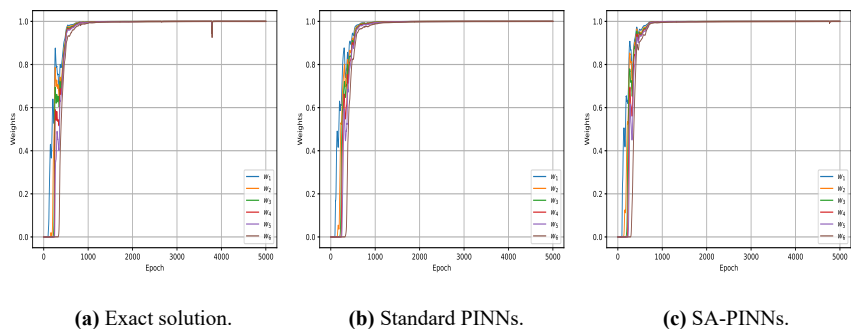 1.0
0.8
0.6
0.4
0.2
0.0
Weights
0 1000 2000 3000 4000 5000
Epoch
w1
w2
w3
w4
w5
w6
(a) Exact solution.
1.0
0.8
0.6
0.4
0.2
0.0
Weights
0 1000 2000 3000 4000 5000
Epoch
w1
w2
w3
w4
w5
w6
(b) Standard PINNs.
1.0
0.8
0.6
0.4
0.2
0.0
Weights
0 1000 2000 3000 4000 5000
Epoch
w1
w2
w3
w4
w5
w6
(c) SA-PINNs.